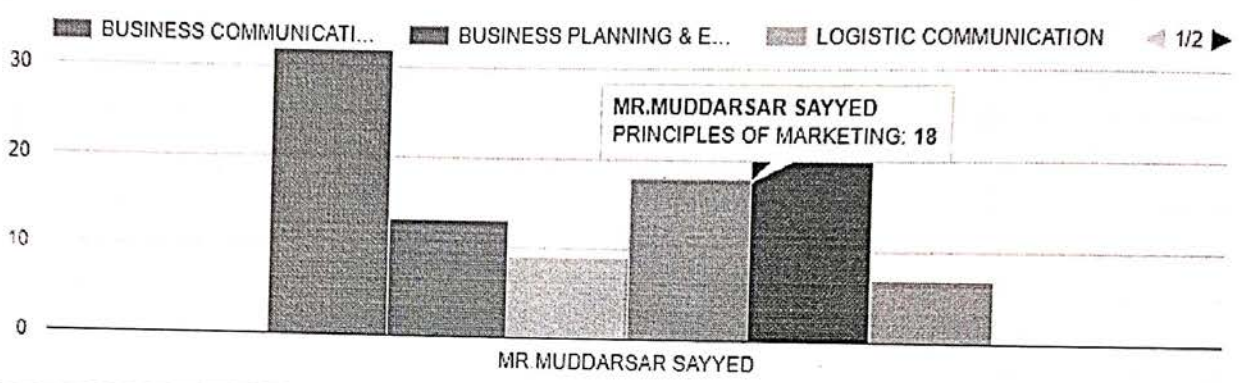 BUSINESS COMMUNICATI... BUSINESS PLANNING & E... LOGISTIC COMMUNICATION 1/2
30
MR.MUDDARSAR SAYYED
PRINCIPLES OF MARKETING: 18
20
10
0
MR.MUDDARSAR SAYYED